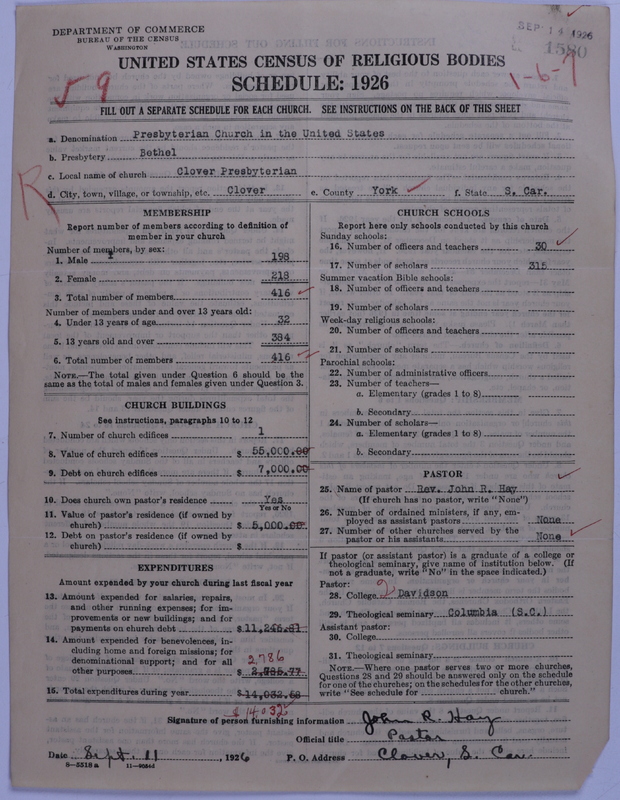 DEPARTMENT OF COMMERCE
BUREAU OF THE CENSUS
WASHINGTON
SEP 14 1926
1580
UNITED STATES CENSUS OF RELIGIOUS BODIES
SCHEDULE: 1926
59
1-6-7
FILL OUT A SEPARATE SCHEDULE FOR EACH CHURCH. SEE INSTRUCTIONS ON THE BACK OF THIS SHEET
a. Denomination Presbyterian Church in the United States
b. Presbytery Bethel
c. Local name of church Clover Presbyterian
R
d. City, town, village, or township, etc. Clover e. County York f. State S. Car.
MEMBERSHIP
Report number of members according to definition of
member in your church
Number of members, by sex:
1. Male 198
2. Female 218
3. Total number of members 416
Number of members under and over 13 years old:
4. Under 13 years of age 32
5. 13 years old and over 384
6. Total number of members 416
NOTE.—The total given under Question 6 should be the
same as the total of males and females given under Question 3.
CHURCH BUILDINGS
See instructions, paragraphs 10 to 12
7. Number of church edifices 1
8. Value of church edifices $ 55,000.00
9. Debt on church edifices $ 7,000.00
10. Does church own pastor's residence Yes
Yes or No
11. Value of pastor's residence (if owned by
church) $ 5,000.00.
12. Debt on pastor's residence (if owned by
church) $
EXPENDITURES
Amount expended by your church during last fiscal year
13. Amount expended for salaries, repairs,
and other running expenses; for im-
provements or new buildings; and for
payments on church debt $ 11,246.81
14. Amount expended for benevolences, in-
cluding home and foreign missions; for
denominational support; and for all
other purposes $ 2,785.77
2,786
15. Total expenditures during year $ 14,032.58
$ 14032
CHURCH SCHOOLS
Report here only schools conducted by this church
Sunday schools:
16. Number of officers and teachers 30
17. Number of scholars 315
Summer vacation Bible schools:
18. Number of officers and teachers
19. Number of scholars
Week-day religious schools:
20. Number of officers and teachers
21. Number of scholars
Parochial schools:
22. Number of administrative officers
23. Number of teachers—
a. Elementary (grades 1 to 8)
b. Secondary
24. Number of scholars—
a. Elementary (grades 1 to 8)
b. Secondary
PASTOR
25. Name of pastor Rev. John R. Hay
(If church has no pastor, write "None")
26. Number of ordained ministers, if any, em-
ployed as assistant pastors None
27. Number of other churches served by the
pastor or his assistants None
If pastor (or assistant pastor) is a graduate of a college or
theological seminary, give name of institution below. (If
not a graduate, write "No" in the space indicated.)
Pastor:
28. College 2 Davidson
29. Theological seminary Columbia (S.C.)
Assistant pastor:
30. College
31. Theological seminary
NOTE.—Where one pastor serves two or more churches,
Questions 28 and 29 should be answered only on the schedule
for one of the churches; on the schedules for the other churches,
write "See schedule for church."
Signature of person furnishing information John R. Hay
Official title Pastor
Date Sept. 11, 1926 P. O. Address Clover, S. Car.
8-5518a